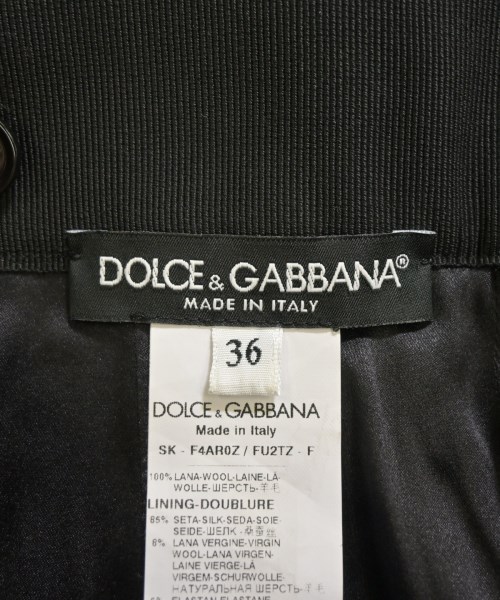 DOLCE & GABBANA®
MADE IN ITALY
36
DOLCE & GABBANA
Made in Italy
SK - F4AR0Z / FU2TZ - F
100% LANA-WOOL-LAINE-LÃ
WOLLE-ШЕРСТЬ-羊毛
LINING-DOUBLURE
85% SETA-SILK-SEDA-SOIE-
SEIDE-ШЕЛК - 桑蚕丝
8% LANA VERGINE-VIRGIN
WOOL-LANA VIRGEN-
LAINE VIERGE-LÃ
VIRGEM-SCHURWOLLE-
НАТУРАЛЬНАЯ ШЕРСТЬ-羊毛